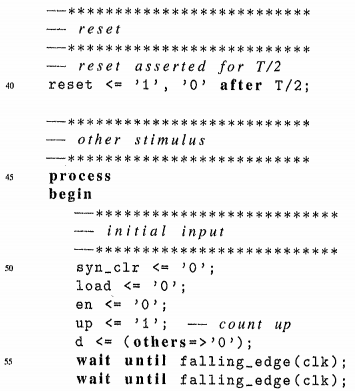 --**************************
-- reset
--**************************
-- reset asserted for T/2
40 reset <= '1', '0' after T/2;
--**************************
-- other stimulus
--**************************
45 process
begin
--**************************
-- initial input
--**************************
50 syn_clr <= '0';
load <= '0';
en <= '0';
up <= '1'; -- count up
d <= (others=>'0');
55 wait until falling_edge(clk);
wait until falling_edge(clk);